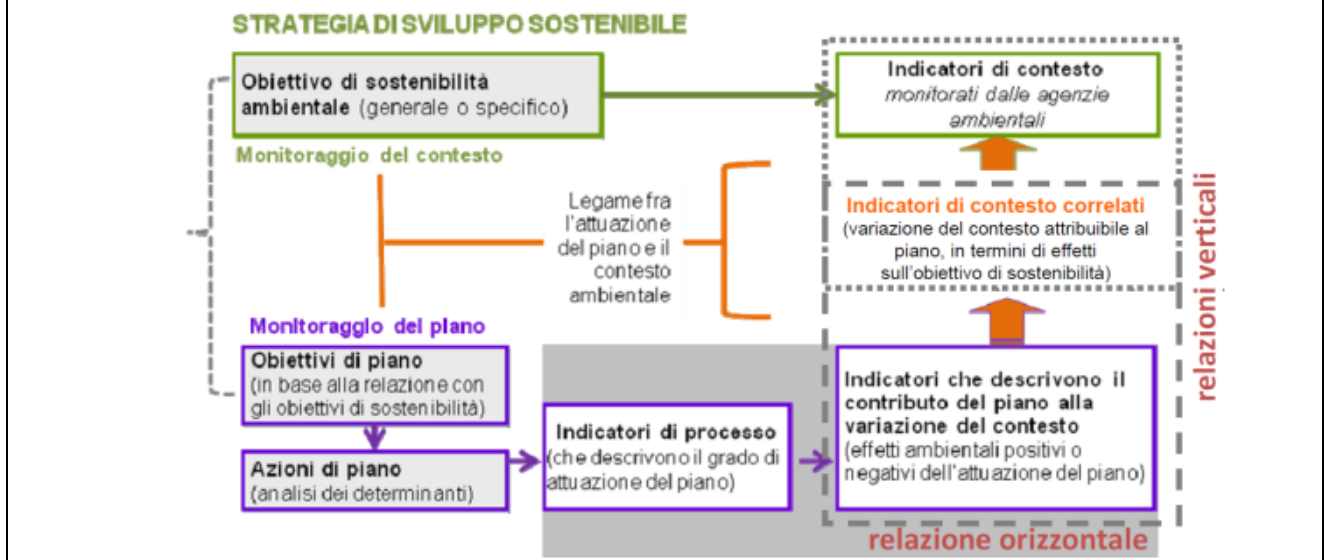 STRATEGIA DI SVILUPPO SOSTENIBILE
Obiettivo di sostenibilità
ambientale (generale o specifico)
Indicatori di contesto
monitorati dalle agenzie
ambientali
Monitoraggio del contesto
Legame fra
l'attuazione
del piano e il
contesto
ambientale
Indicatori di contesto correlati
(variazione del contesto attribuibile al
piano, in termini di effetti
sull'obiettivo di sostenibilità)
relazioni verticali
Monitoraggio del piano
Obiettivi di piano
(in base alla relazione con
gli obiettivi di sostenibilità)
Azioni di piano
(analisi dei determinanti)
Indicatori di processo
(che descrivono il grado di
attuazione del piano)
Indicatori che descrivono il
contributo del piano alla
variazione del contesto
(effetti ambientali positivi o
negativi dell'attuazione del piano)
relazione orizzontale